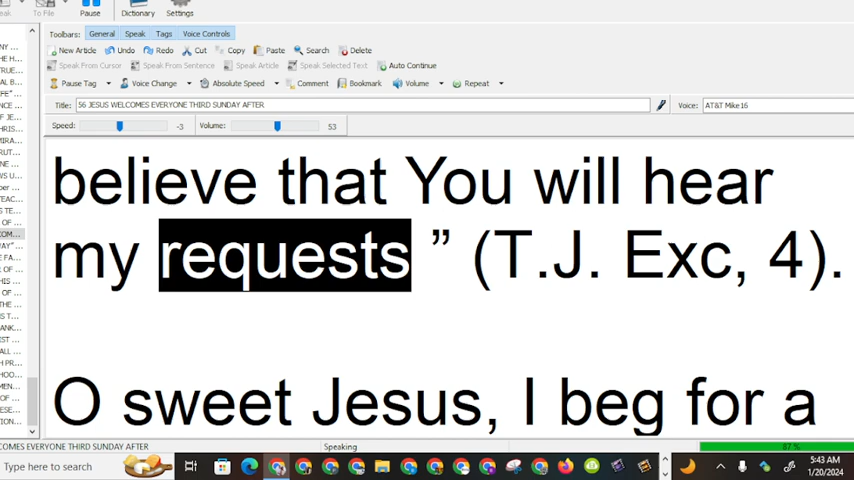 To File
Pause
Dictionary
Settings
Toolbars: General Speak Tags Voice Controls
New Article Undo Redo Cut Copy Paste Search Delete
Speak From Cursor Speak From Sentence Speak Article Speak Selected Text Auto Continue
Pause Tag Voice Change Absolute Speed Comment Bookmark Volume Repeat
Title: 56 JESUS WELCOMES EVERYONE THIRD SUNDAY AFTER Voice: AT&T Mike16
Speed: -3 Volume: 53
believe that You will hear
my requests ” (T.J. Exc, 4).
O sweet Jesus, I beg for a
COMES EVERYONE THIRD SUNDAY AFTER Speaking 87 %
Type here to search
5:43 AM
1/20/2024